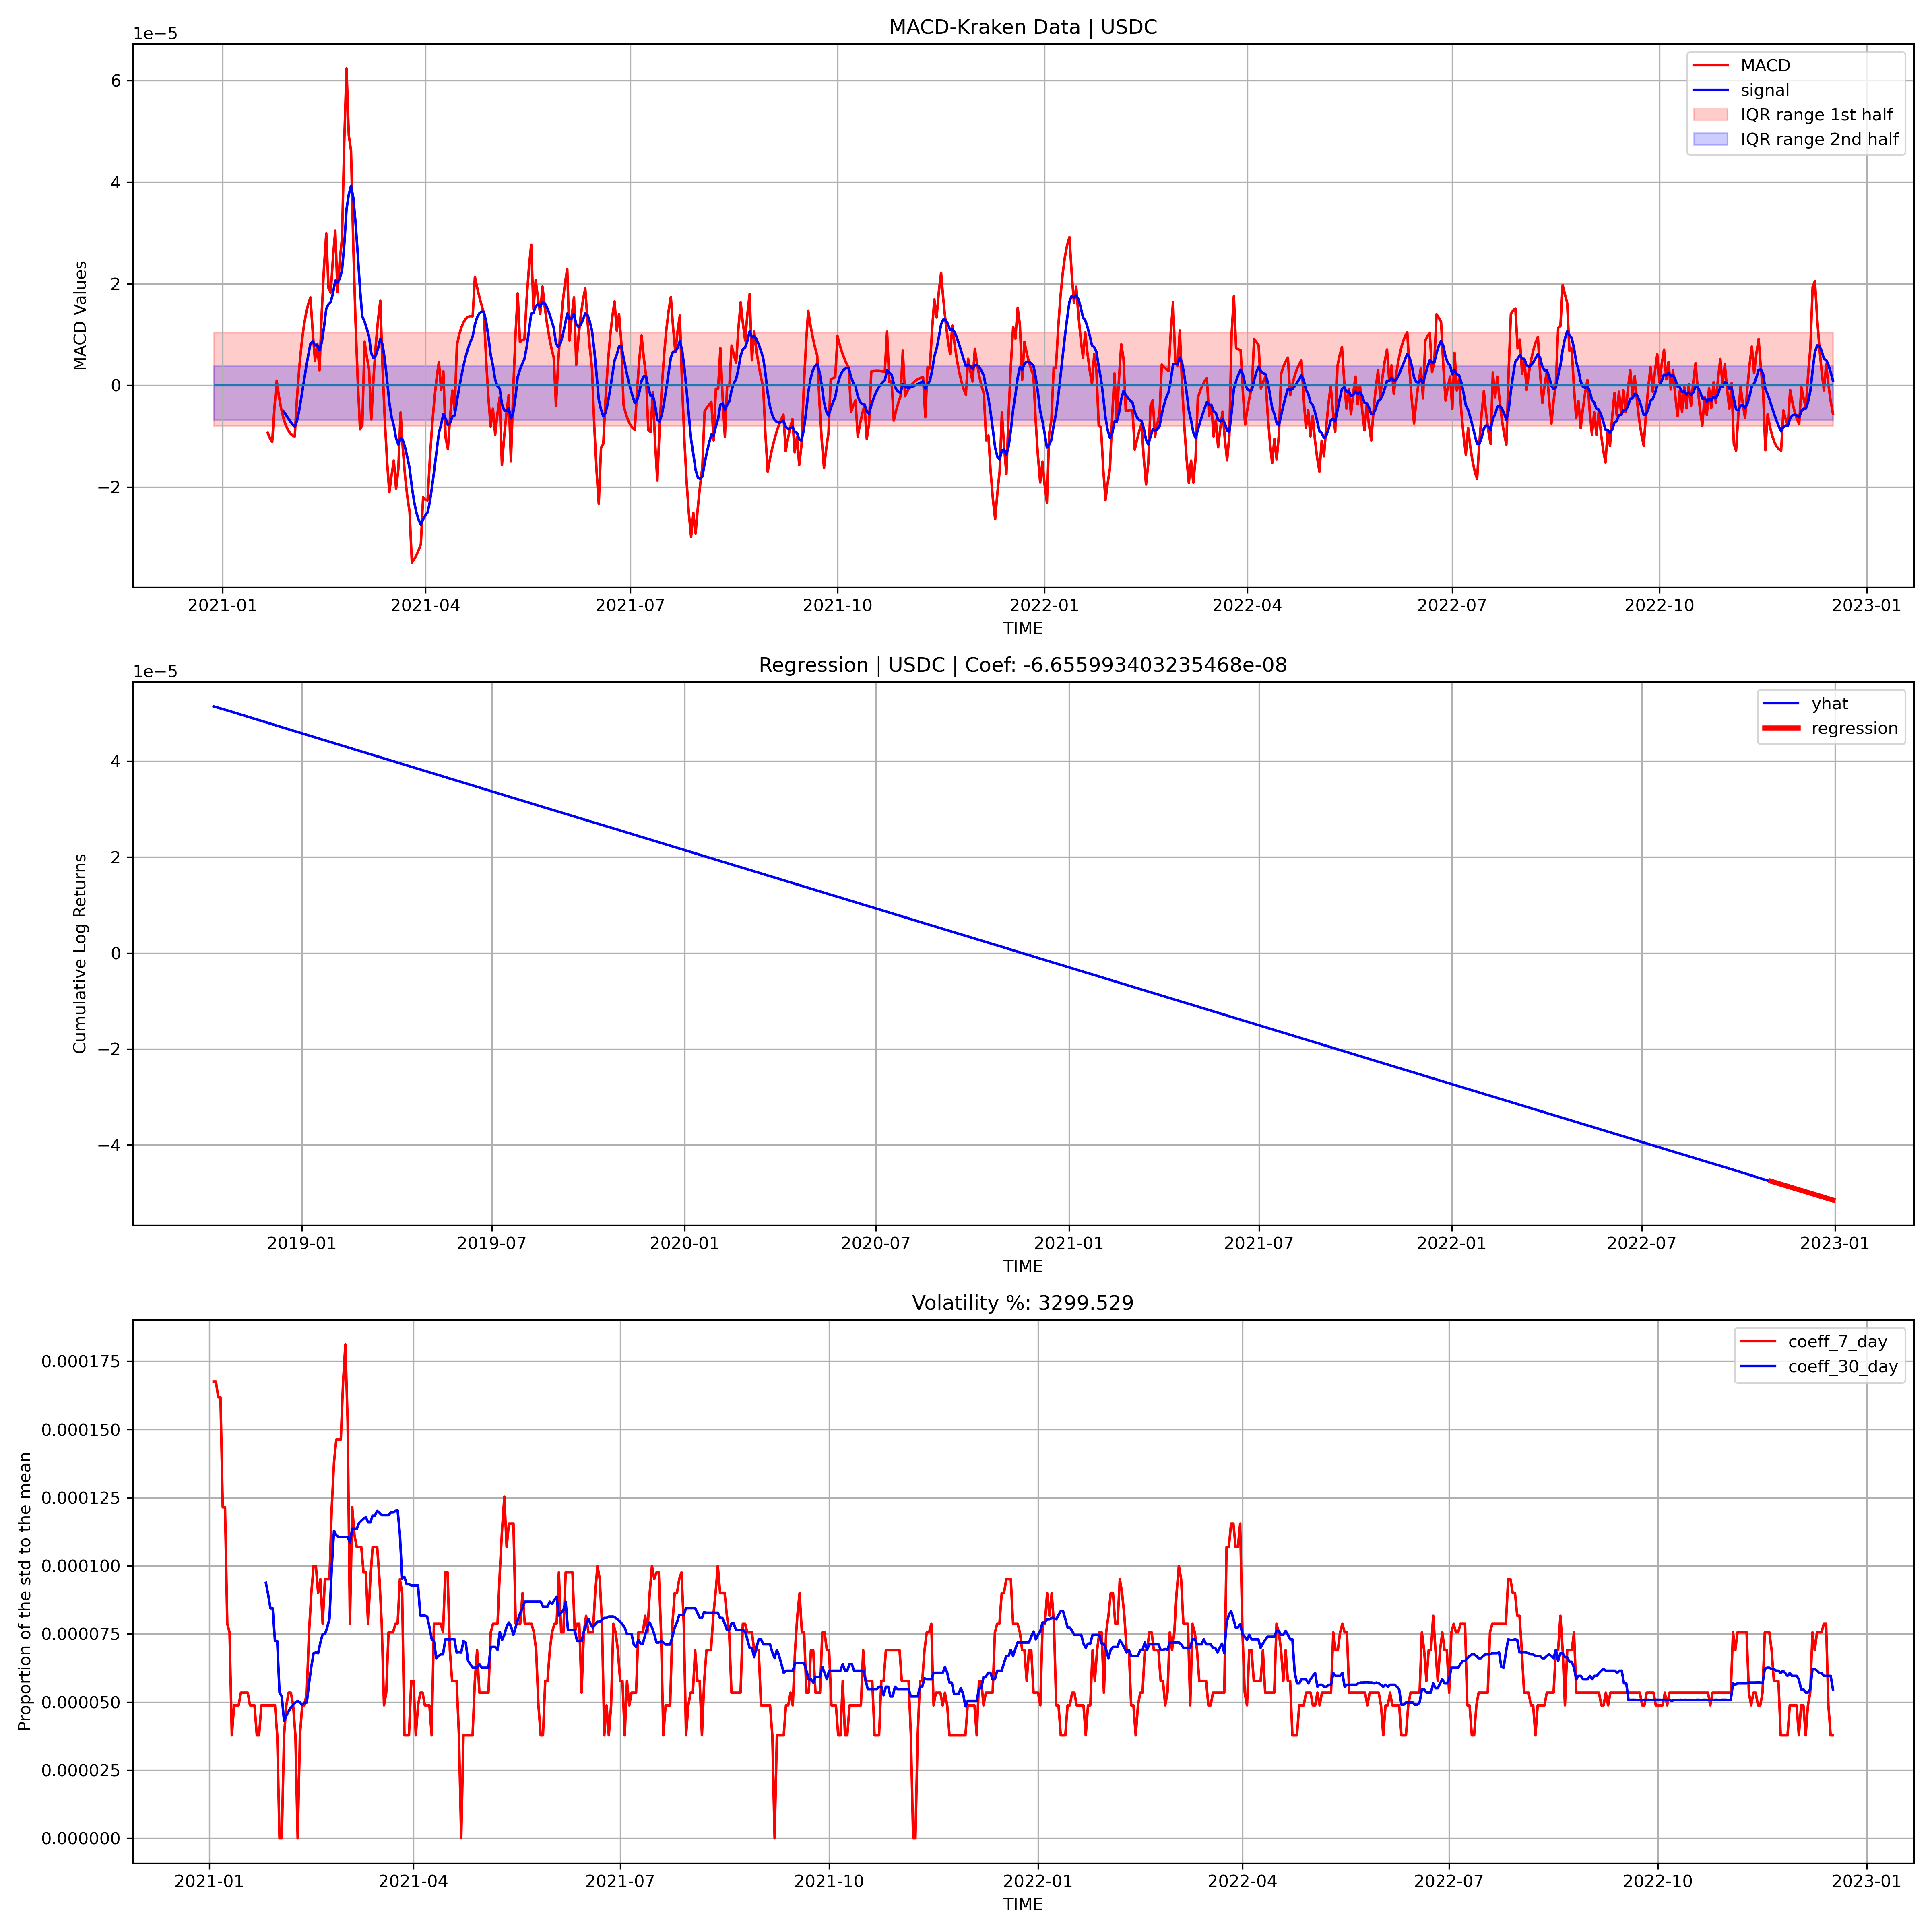 MACD-Kraken Data | USDC
1e−5
6
4
2
0
−2
MACD Values
MACD
signal
IQR range 1st half
IQR range 2nd half
2021-01 2021-04 2021-07 2021-10 2022-01 2022-04 2022-07 2022-10 2023-01
TIME
Regression | USDC | Coef: -6.655993403235468e-08
1e−5
4
2
0
−2
−4
Cumulative Log Returns
yhat
regression
2019-01 2019-07 2020-01 2020-07 2021-01 2021-07 2022-01 2022-07 2023-01
TIME
Volatility %: 3299.529
0.000175
0.000150
0.000125
0.000100
0.000075
0.000050
0.000025
0.000000
Proportion of the std to the mean
coeff_7_day
coeff_30_day
2021-01 2021-04 2021-07 2021-10 2022-01 2022-04 2022-07 2022-10 2023-01
TIME